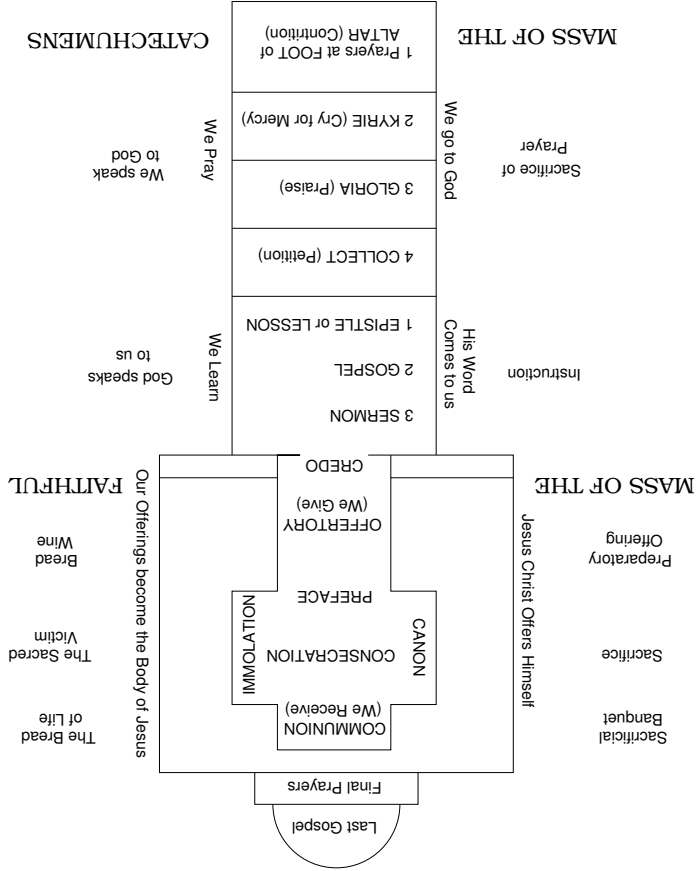 Last Gospel
Final Prayers
Sacrificial
Banquet
COMMUNION
(We Receive)
The Bread
of Life
Jesus Christ Offers Himself
Our Offerings become the Body of Jesus
Sacrifice
CANON
CONSECRATION
IMMOLATION
The Sacred
Victim
PREFACE
Preparatory
Offering
OFFERTORY
(We Give)
Bread
Wine
MASS OF THE
FAITHFUL
CREDO
3 SERMON
2 GOSPEL
1 EPISTLE or LESSON
Instruction
His Word
Comes to us
We Learn
God speaks
to us
4 COLLECT (Petition)
3 GLORIA (Praise)
2 KYRIE (Cry for Mercy)
Sacrifice of
Prayer
We go to God
We Pray
We speak
to God
1 Prayers at FOOT of
ALTAR (Contrition)
MASS OF THE
CATECHUMENS